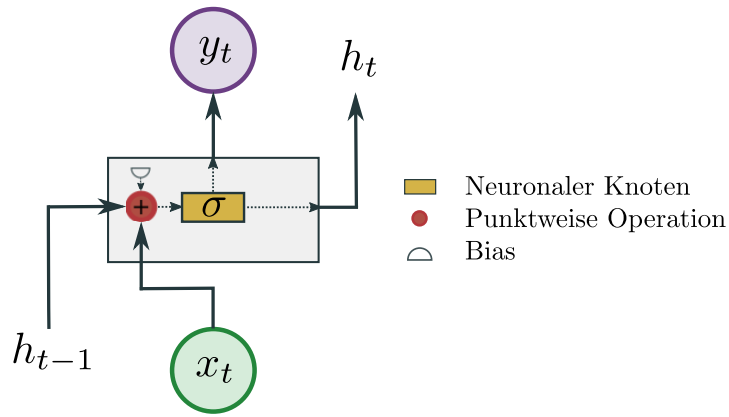 y_t
h_t
+
σ
h_{t-1}
x_t
Neuronaler Knoten
Punktweise Operation
Bias